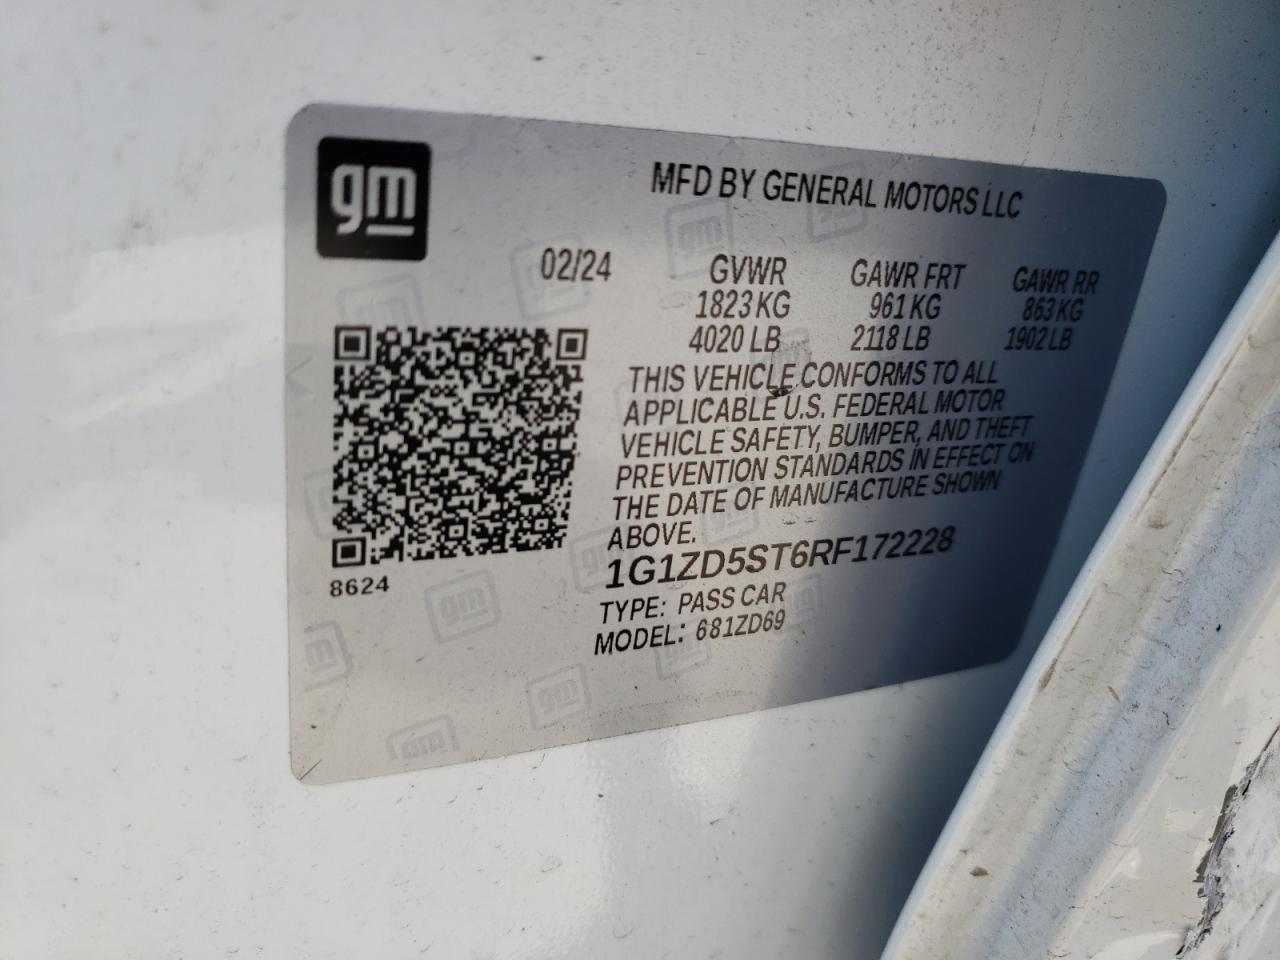 gm
MFD BY GENERAL MOTORS LLC
02/24 GVWR GAWR FRT GAWR RR
1823 KG 961 KG 863 KG
4020 LB 2118 LB 1902 LB
THIS VEHICLE CONFORMS TO ALL
APPLICABLE U.S. FEDERAL MOTOR
VEHICLE SAFETY, BUMPER, AND THEFT
PREVENTION STANDARDS IN EFFECT ON
THE DATE OF MANUFACTURE SHOWN
ABOVE.
1G1ZD5ST6RF172228
8624
TYPE: PASS CAR
MODEL: 681ZD69